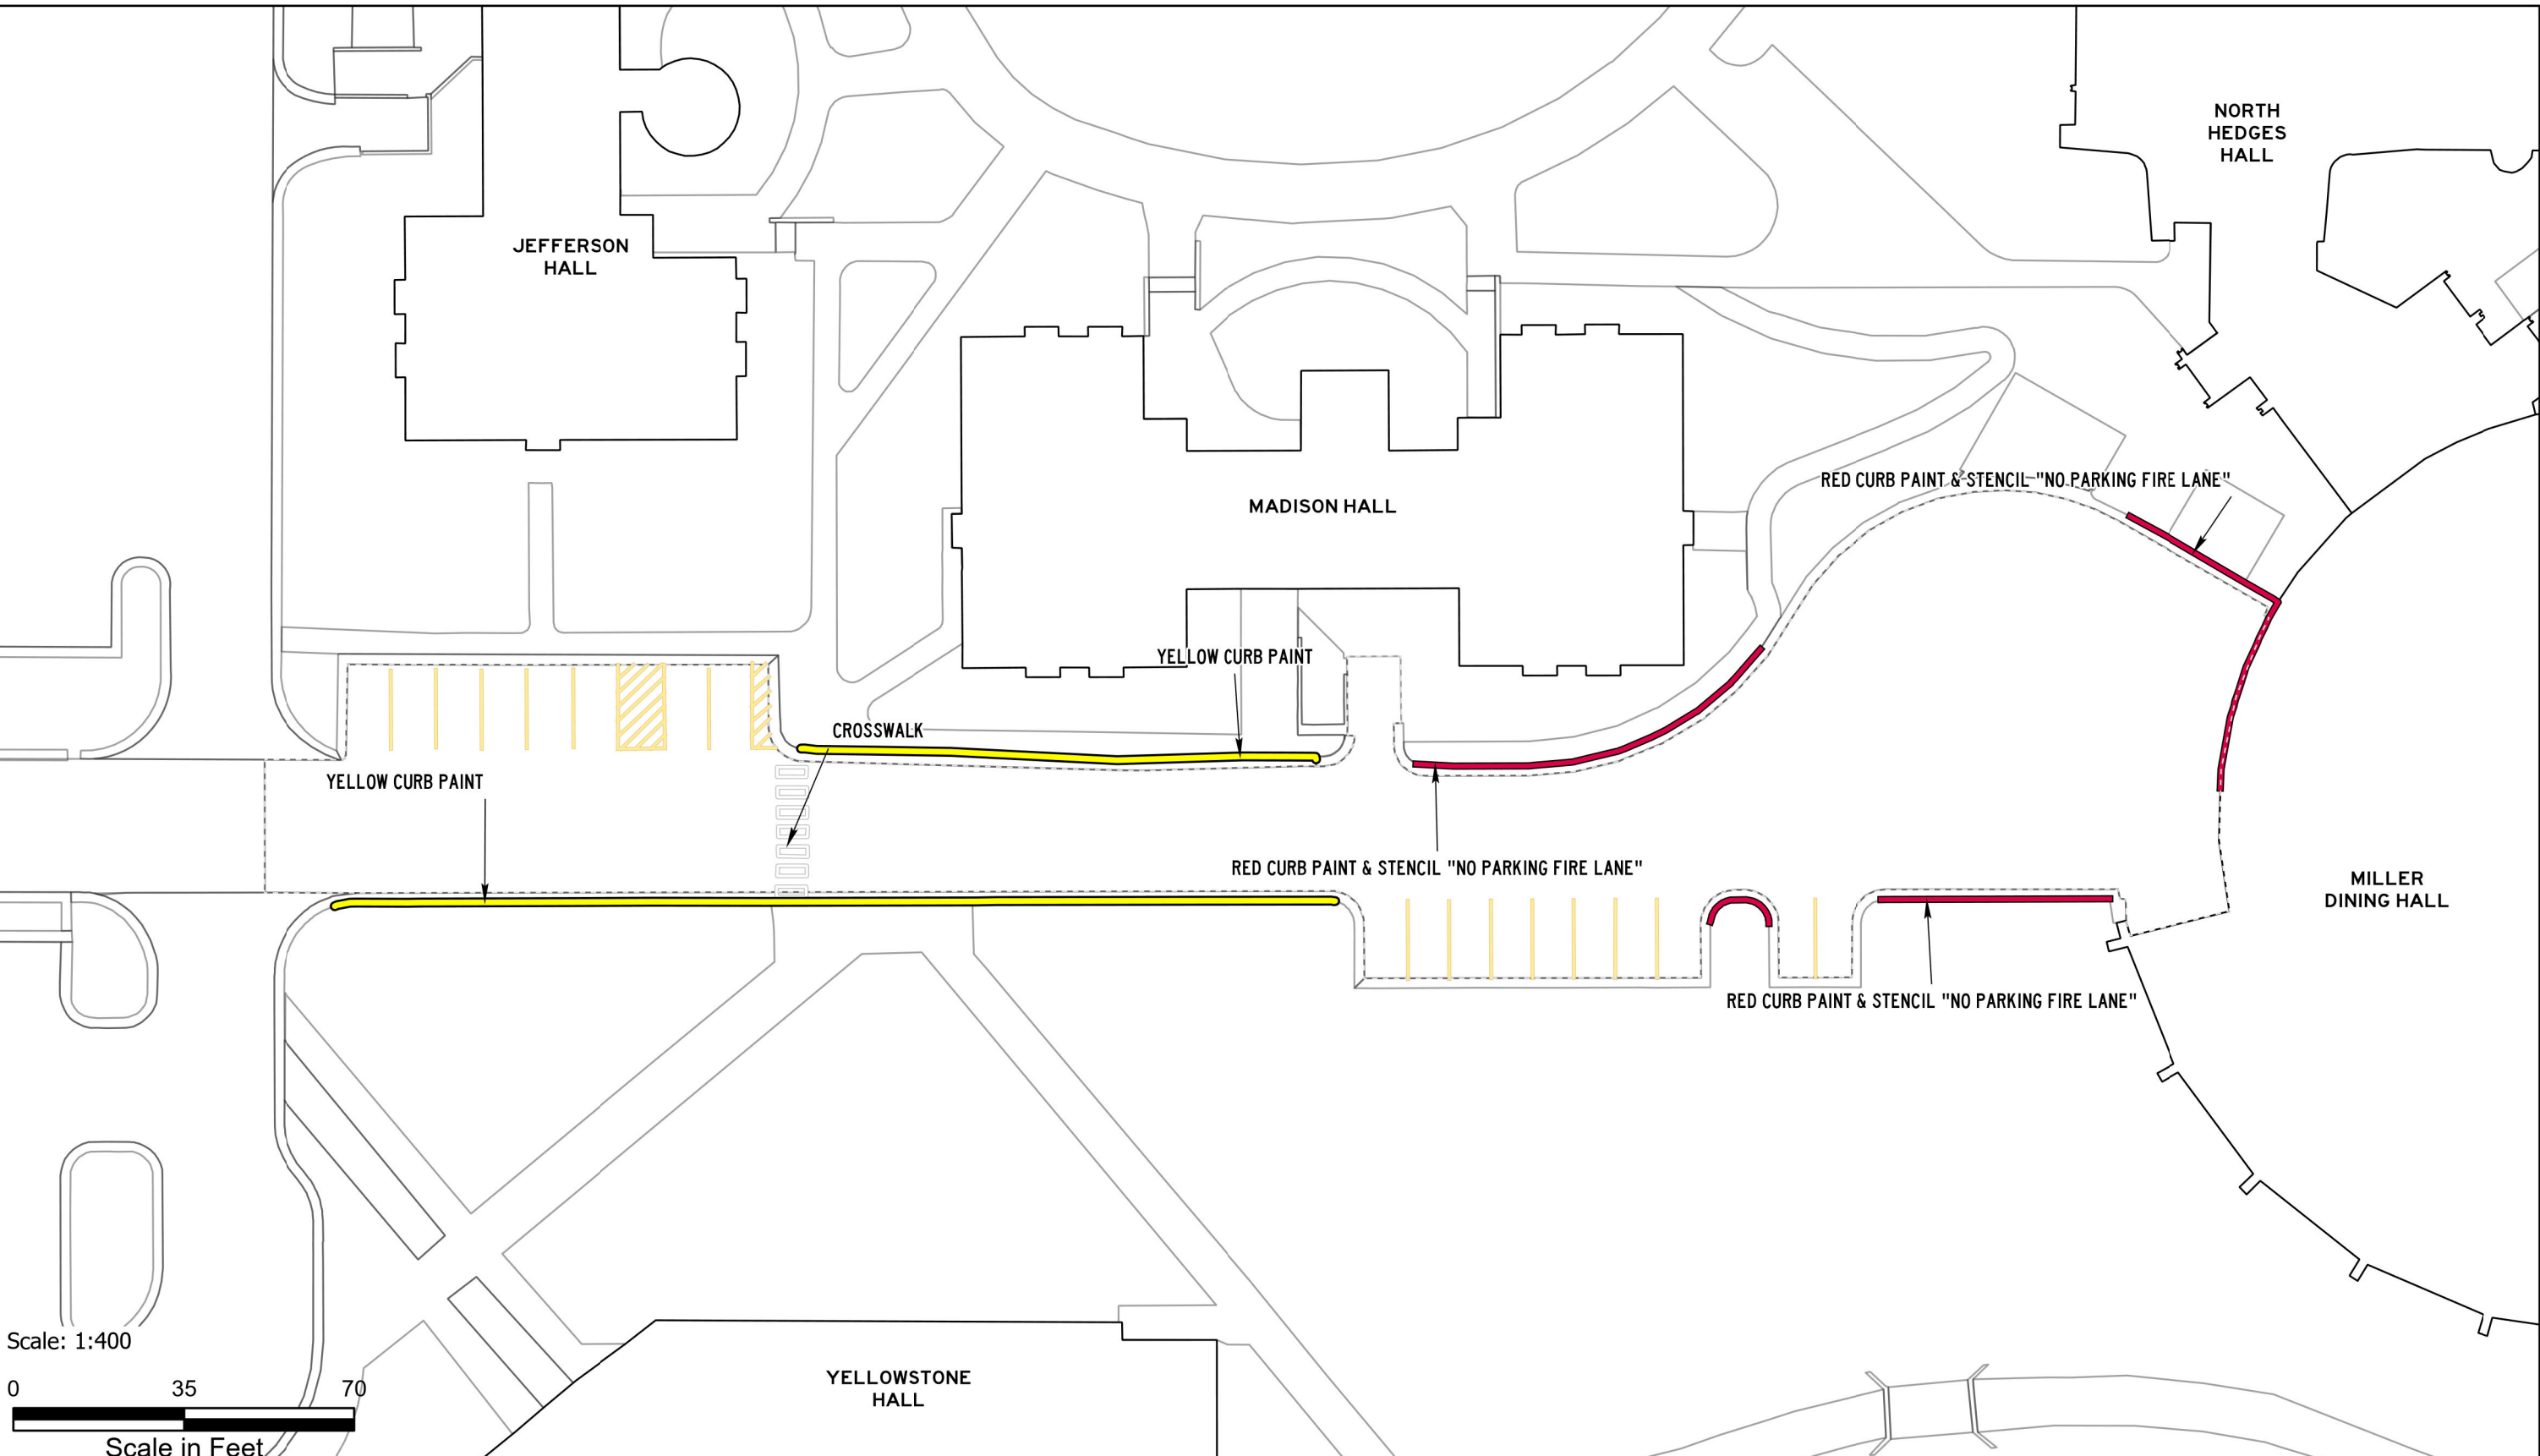 NORTH
HEDGES
HALL
JEFFERSON
HALL
RED CURB PAINT & STENCIL "NO PARKING FIRE LANE"
MADISON HALL
YELLOW CURB PAINT
CROSSWALK
YELLOW CURB PAINT
RED CURB PAINT & STENCIL "NO PARKING FIRE LANE"
MILLER
DINING HALL
RED CURB PAINT & STENCIL "NO PARKING FIRE LANE"
Scale: 1:400
YELLOWSTONE
HALL
0 35 70
Scale in Feet